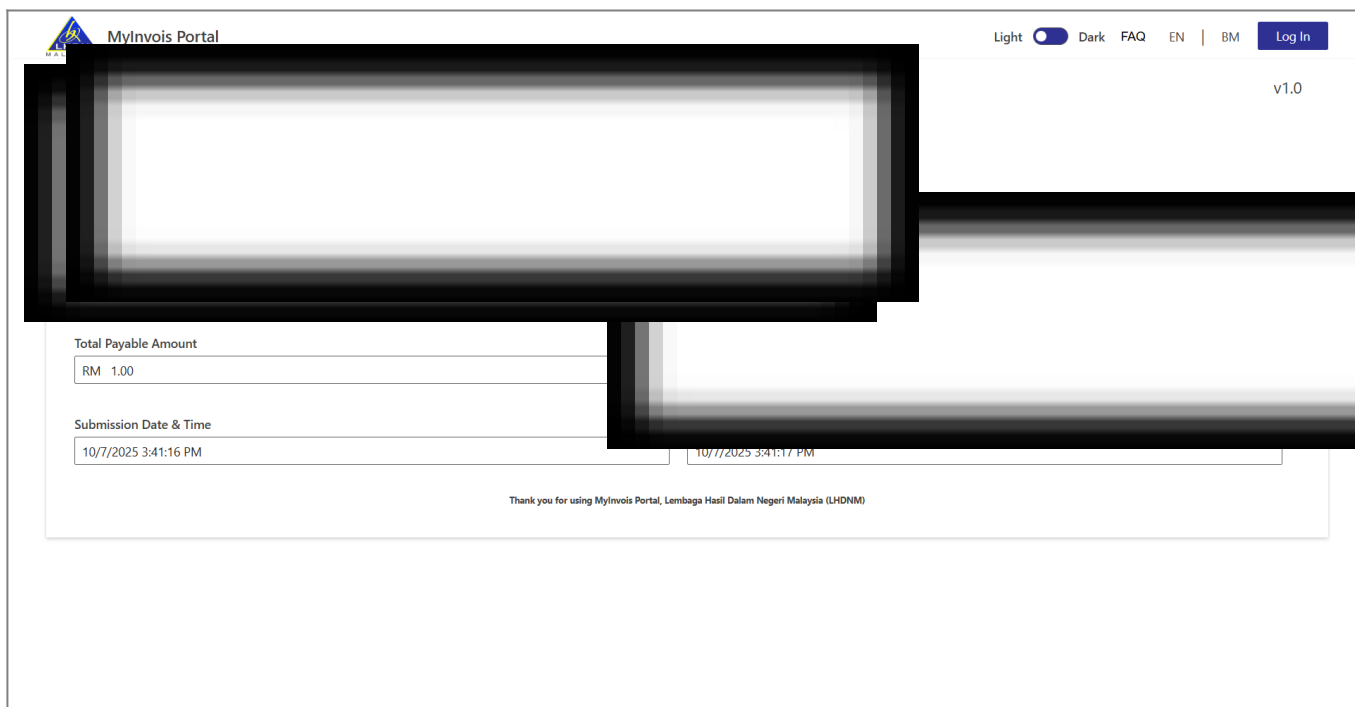 MyInvois Portal Light Dark FAQ EN | BM Log In
v1.0
Total Payable Amount
RM 1.00
Submission Date & Time
10/7/2025 3:41:16 PM 10/7/2025 3:41:17 PM
Thank you for using MyInvois Portal, Lembaga Hasil Dalam Negeri Malaysia (LHDNM)